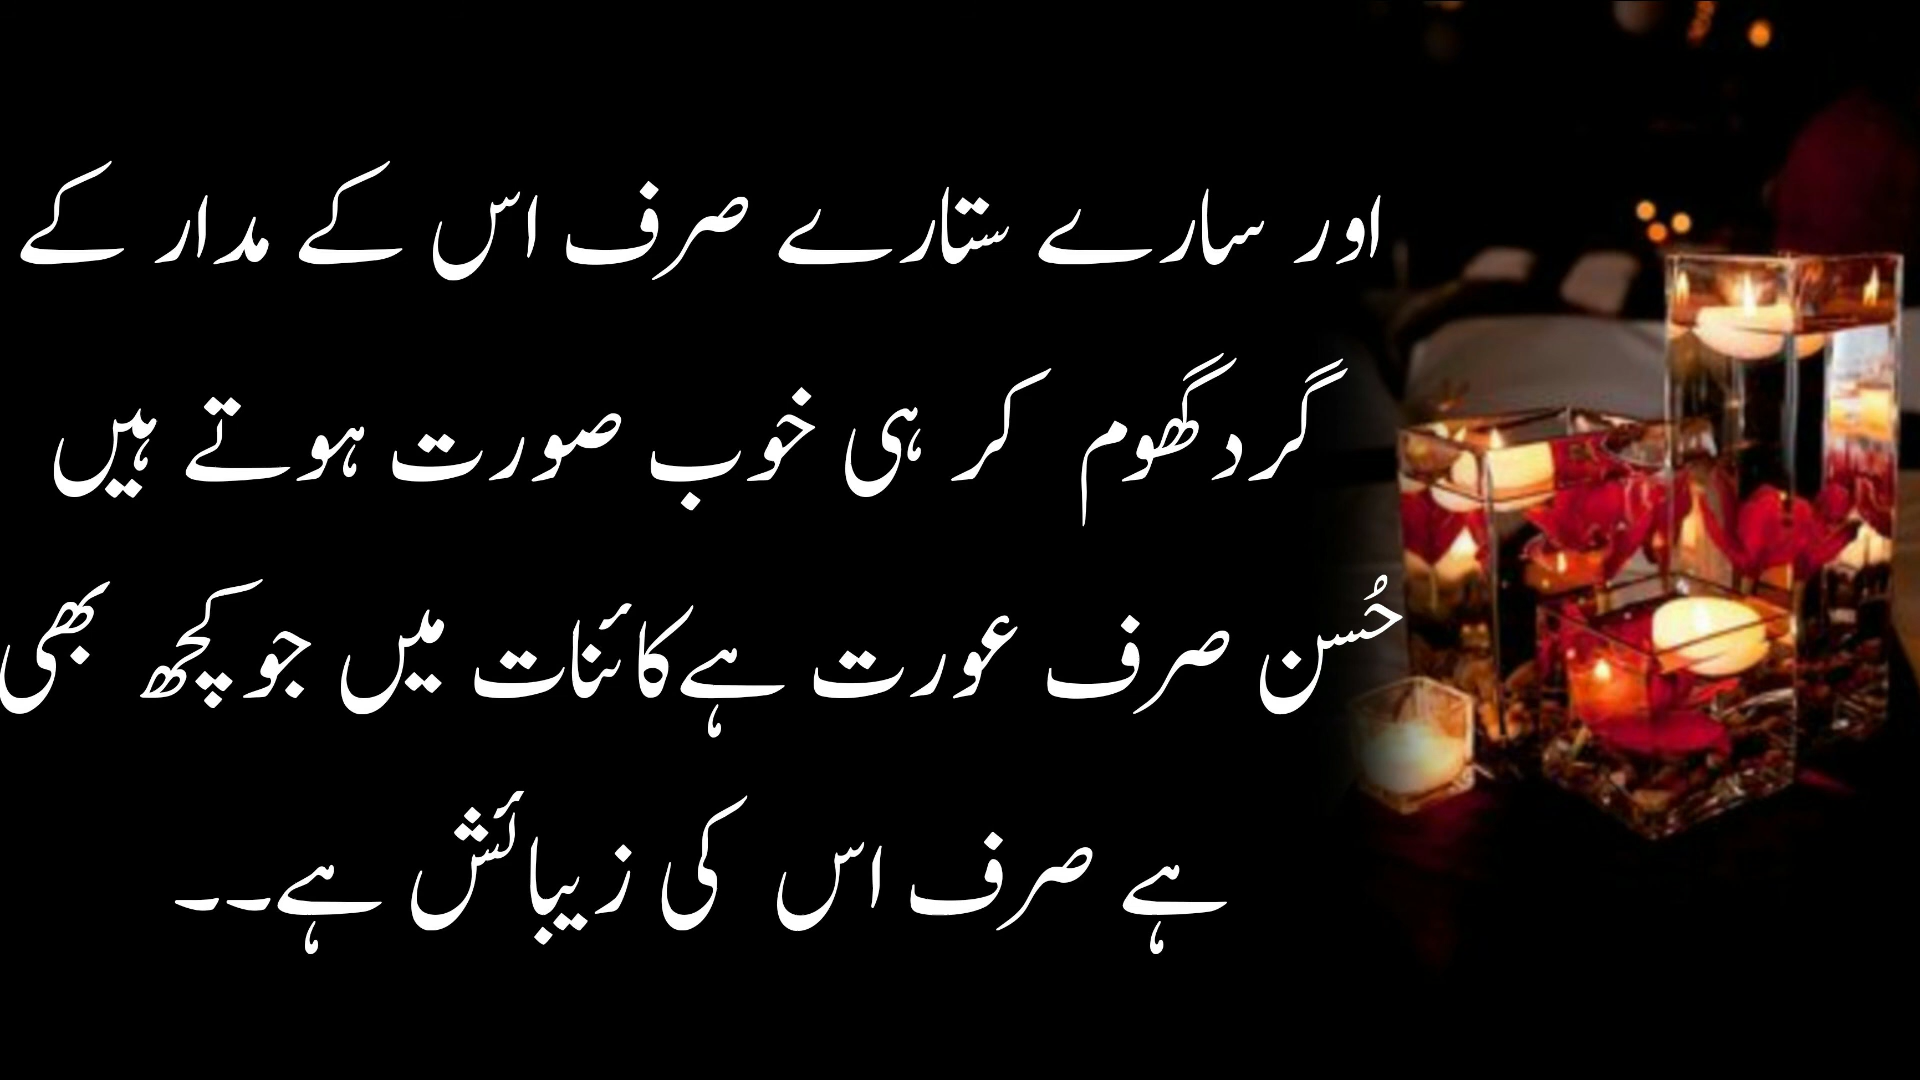 اور سارے ستارے صرف اس کے مدار کے
گرد گھوم کر ہی خوب صورت ہوتے ہیں
حُسن صرف عورت ہے کائنات میں جو کچھ بھی
ہے صرف اس کی زیبائش ہے۔۔